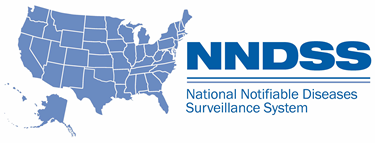 NNDSS
National Notifiable Diseases
Surveillance System